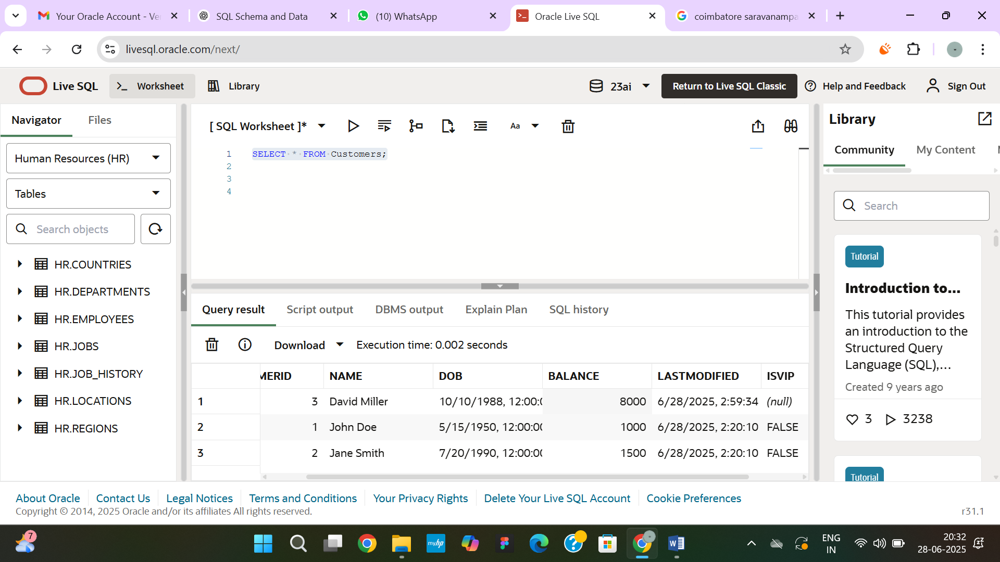 Your Oracle Account - Ve
SQL Schema and Data
(10) WhatsApp
Oracle Live SQL
coimbatore saravanampa
livesql.oracle.com/next/
Live SQL
Worksheet
Library
23ai
Return to Live SQL Classic
Help and Feedback
Sign Out
Navigator
Files
Human Resources (HR)
Tables
Search objects
HR.COUNTRIES
HR.DEPARTMENTS
HR.EMPLOYEES
HR.JOBS
HR.JOB_HISTORY
HR.LOCATIONS
HR.REGIONS
[ SQL Worksheet ]*
Aa
1 SELECT * FROM Customers;
2
3
4
Query result
Script output
DBMS output
Explain Plan
SQL history
Download
Execution time: 0.002 seconds
MERID NAME DOB BALANCE LASTMODIFIED ISVIP
1 3 David Miller 10/10/1988, 12:00:0 8000 6/28/2025, 2:59:34 (null)
2 1 John Doe 5/15/1950, 12:00:00 1000 6/28/2025, 2:20:10 FALSE
3 2 Jane Smith 7/20/1990, 12:00:00 1500 6/28/2025, 2:20:10 FALSE
Library
Community
My Content
Search
Tutorial
Introduction to...
This tutorial provides
an introduction to the
Structured Query
Language (SQL),...
Created 9 years ago
3 3238
Tutorial
About Oracle
Contact Us
Legal Notices
Terms and Conditions
Your Privacy Rights
Delete Your Live SQL Account
Cookie Preferences
Copyright © 2014, 2025 Oracle and/or its affiliates All rights reserved.
r31.1
7
myhp
ENG
IN
20:32
28-06-2025